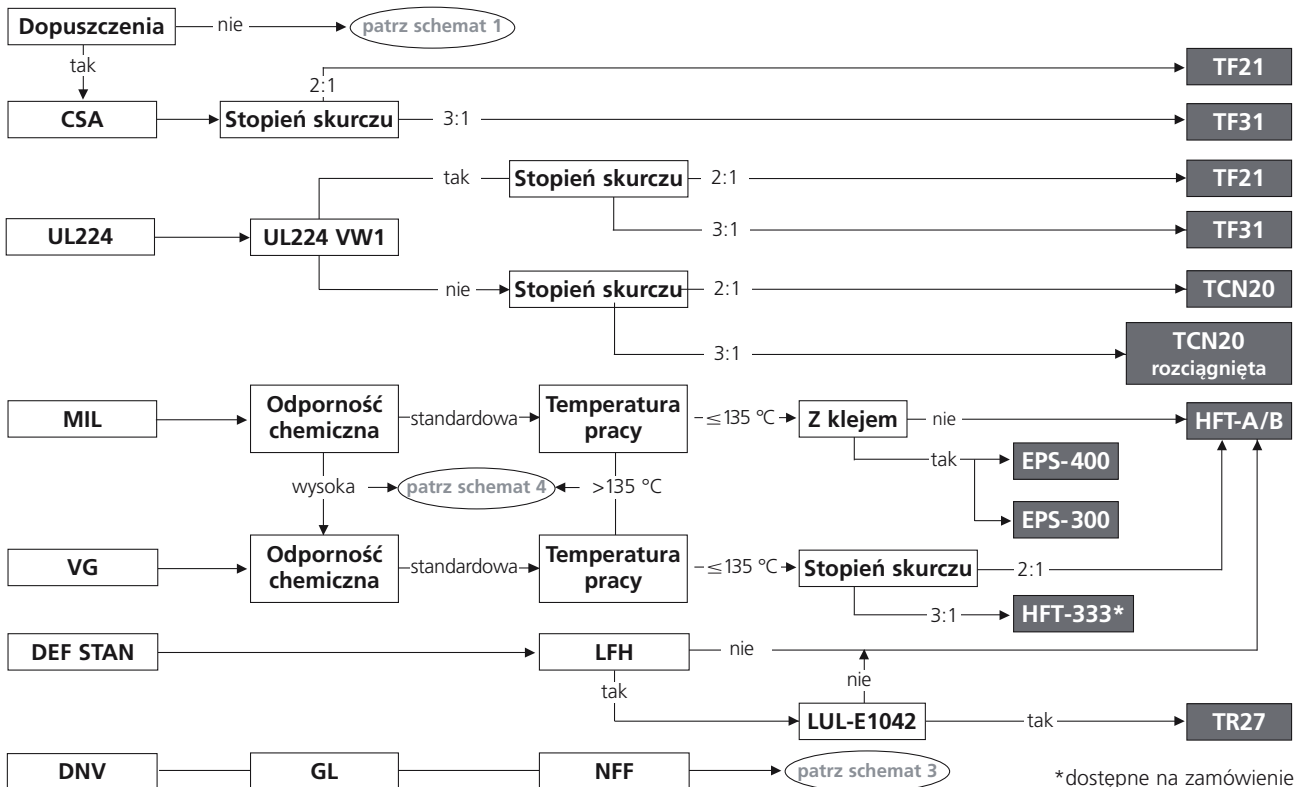 Dopuszczenia
nie
patrz schemat 1
tak
2:1
TF21
CSA
Stopień skurczu
3:1
TF31
tak
Stopień skurczu
2:1
TF21
UL224
UL224 VW1
3:1
TF31
nie
Stopień skurczu
2:1
TCN20
3:1
TCN20
rozciągnięta
MIL
Odporność
chemiczna
standardowa
Temperatura
pracy
≤135 °C
Z klejem
nie
HFT-A/B
tak
EPS-400
wysoka
patrz schemat 4
>135 °C
EPS-300
VG
Odporność
chemiczna
standardowa
Temperatura
pracy
≤135 °C
Stopień skurczu
2:1
3:1
HFT-333*
DEF STAN
LFH
nie
nie
tak
LUL-E1042
tak
TR27
DNV
GL
NFF
patrz schemat 3
*dostępne na zamówienie